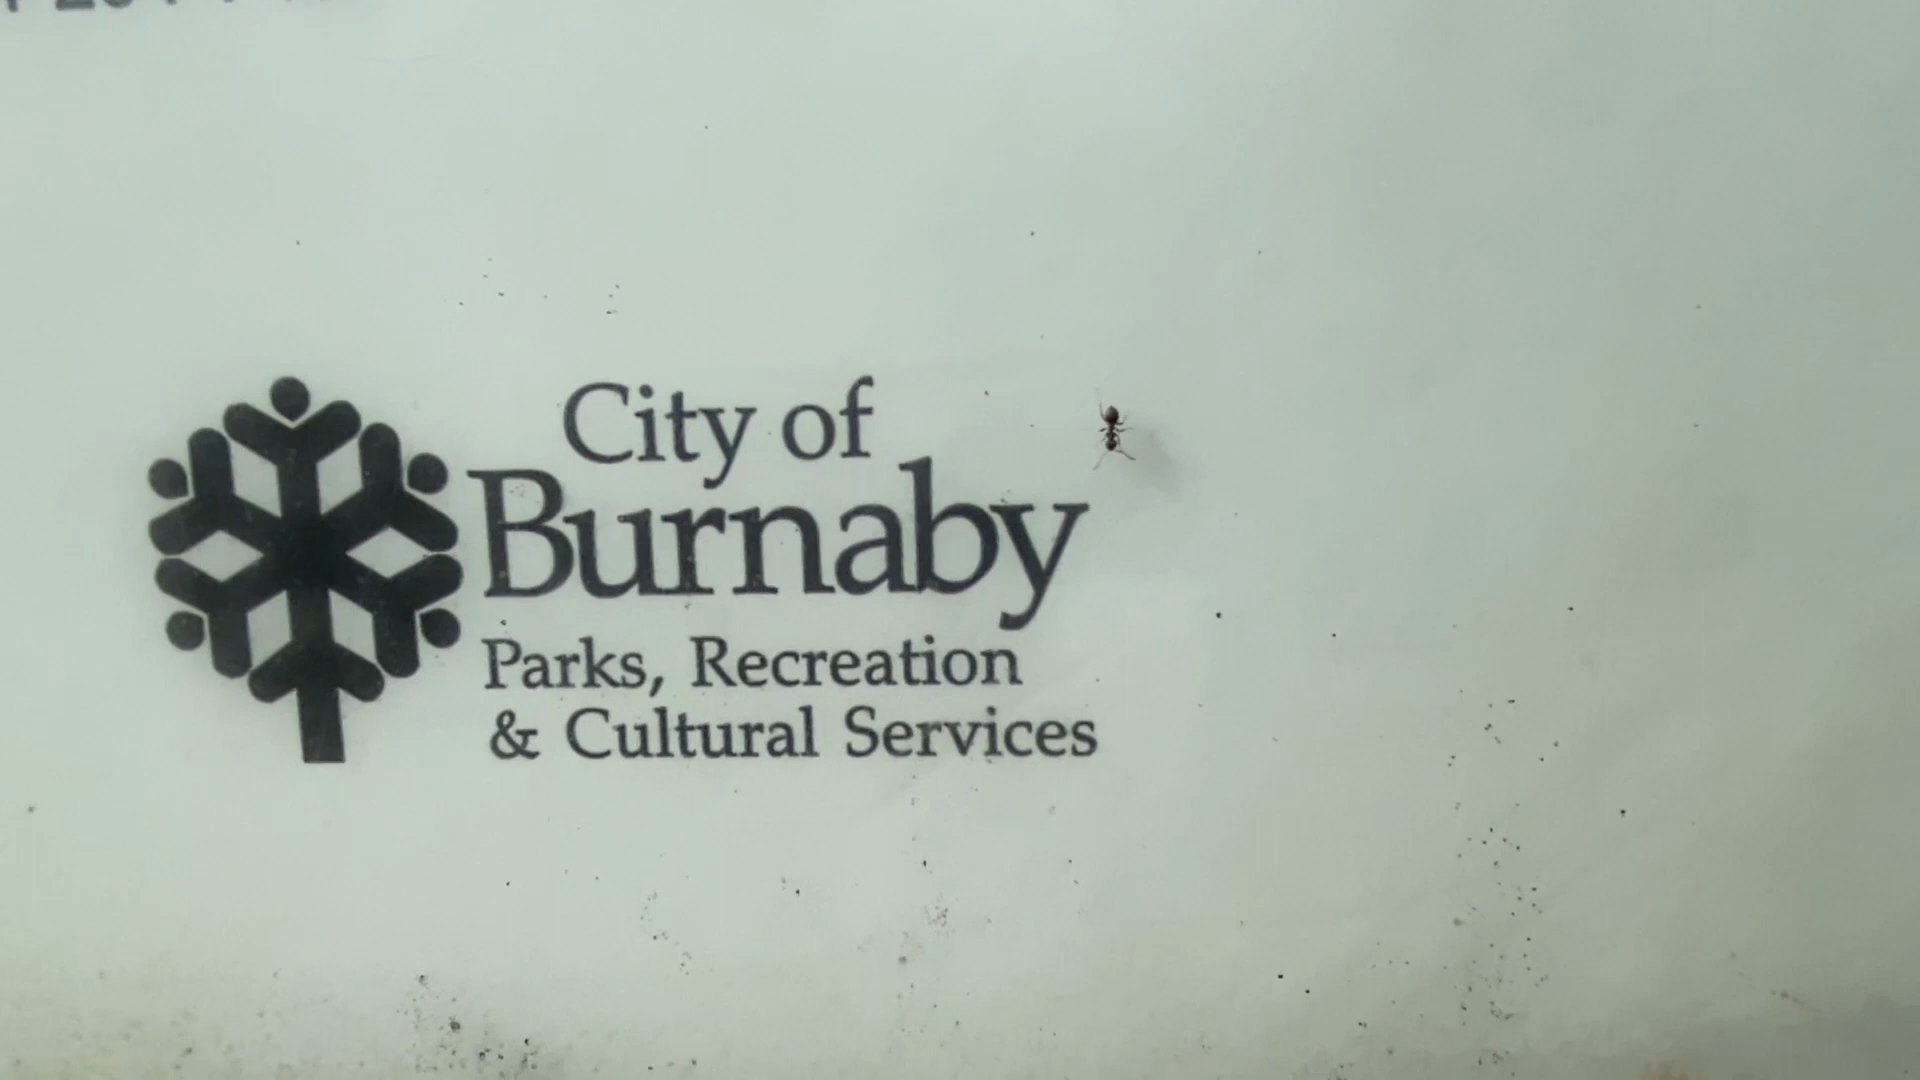 City of
Burnaby
Parks, Recreation
& Cultural Services